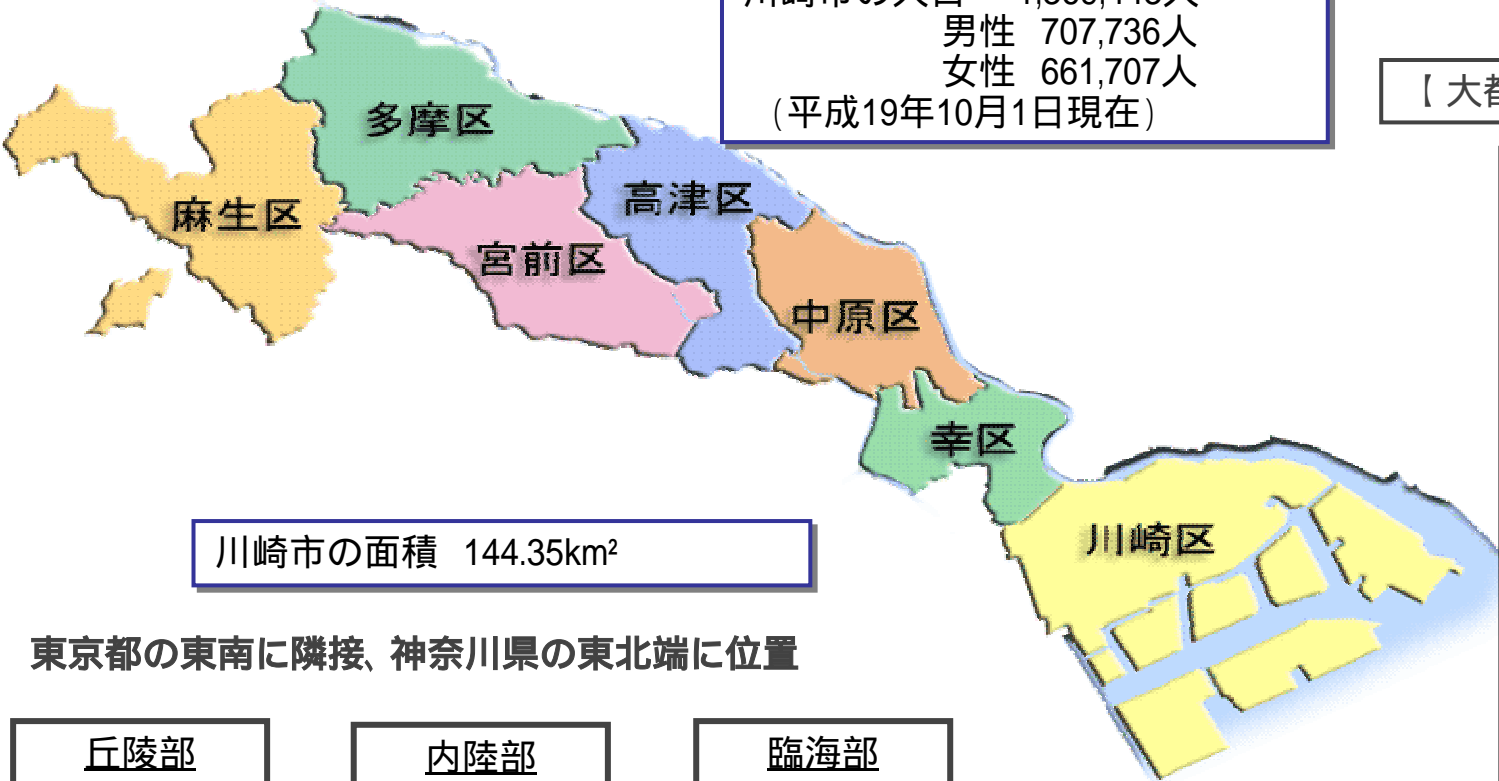 男性 707,736人
女性 661,707人
(平成19年10月1日現在)
【大都
多摩区
高津区
麻生区
宮前区
中原区
幸区
川崎区
川崎市の面積 144.35km²
東京都の東南に隣接、神奈川県の東北端に位置
丘陵部
内陸部
臨海部